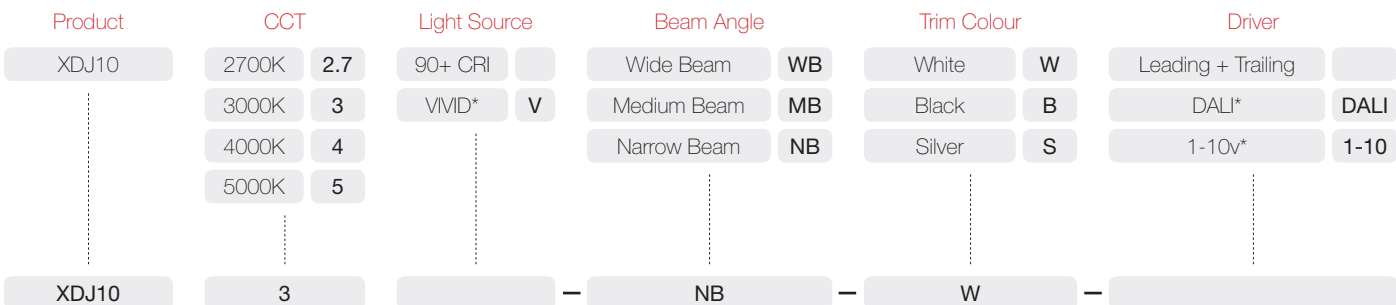 Product CCT Light Source Beam Angle Trim Colour Driver
XDJ10 2700K 2.7 90+ CRI Wide Beam WB White W Leading + Trailing
3000K 3 VIVID* V Medium Beam MB Black B DALI* DALI
4000K 4 Narrow Beam NB Silver S 1-10v* 1-10
5000K 5
XDJ10 3 – NB – W –